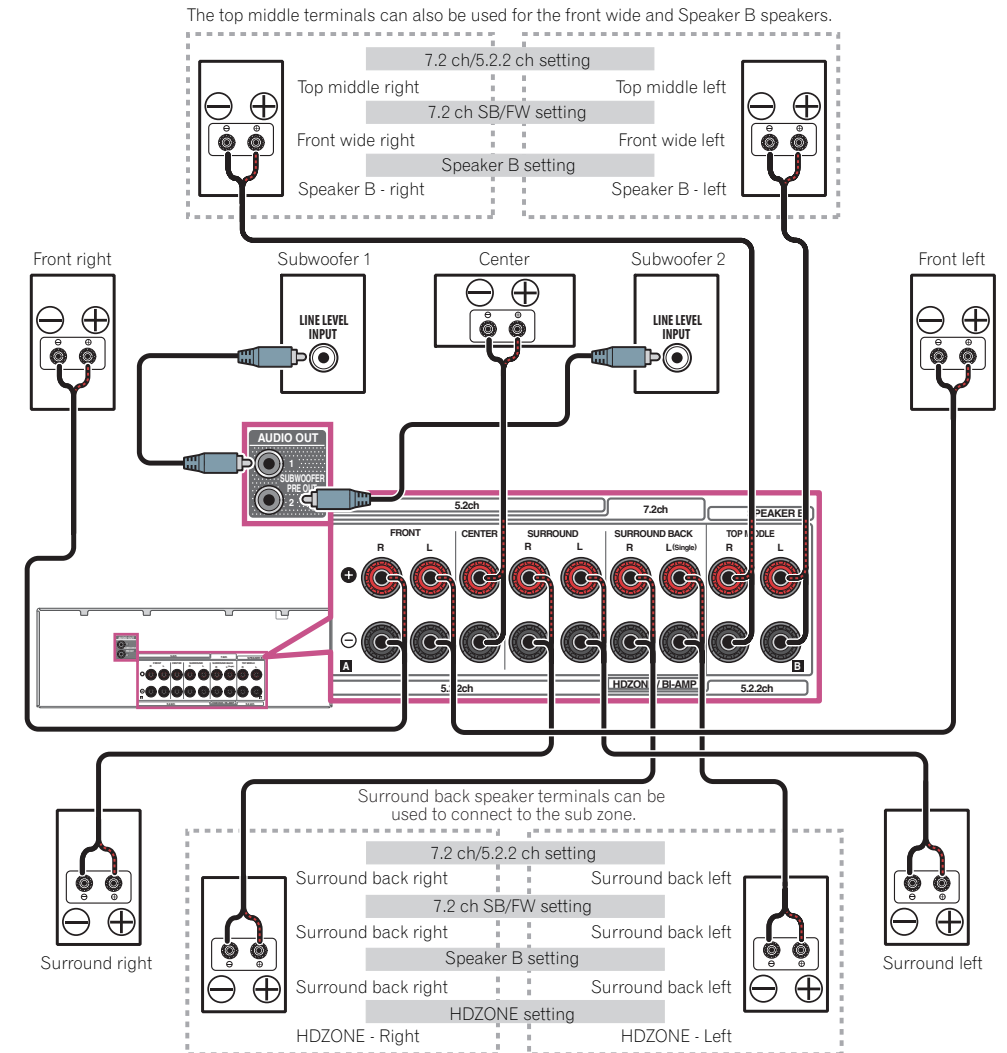 The top middle terminals can also be used for the front wide and Speaker B speakers.
7.2 ch/5.2.2 ch setting
Top middle right
Top middle left
7.2 ch SB/FW setting
Front wide right
Front wide left
Speaker B setting
Speaker B - right
Speaker B - left
Front right
Subwoofer 1
Center
Subwoofer 2
Front left
LINE LEVEL
INPUT
LINE LEVEL
INPUT
AUDIO OUT
1
SUBWOOFER
PRE OUT
2
5.2ch
7.2ch
FRONT
CENTER
SURROUND
SURROUND BACK
R
L
R
L
R
L (Single)
R
L
A
B
HDZONE / BI-AMP
5.2.2ch
Surround back speaker terminals can be
used to connect to the sub zone.
7.2 ch/5.2.2 ch setting
Surround back right
Surround back left
7.2 ch SB/FW setting
Surround back right
Surround back left
Speaker B setting
Surround back right
Surround back left
HDZONE setting
HDZONE - Right
HDZONE - Left
Surround right
Surround left